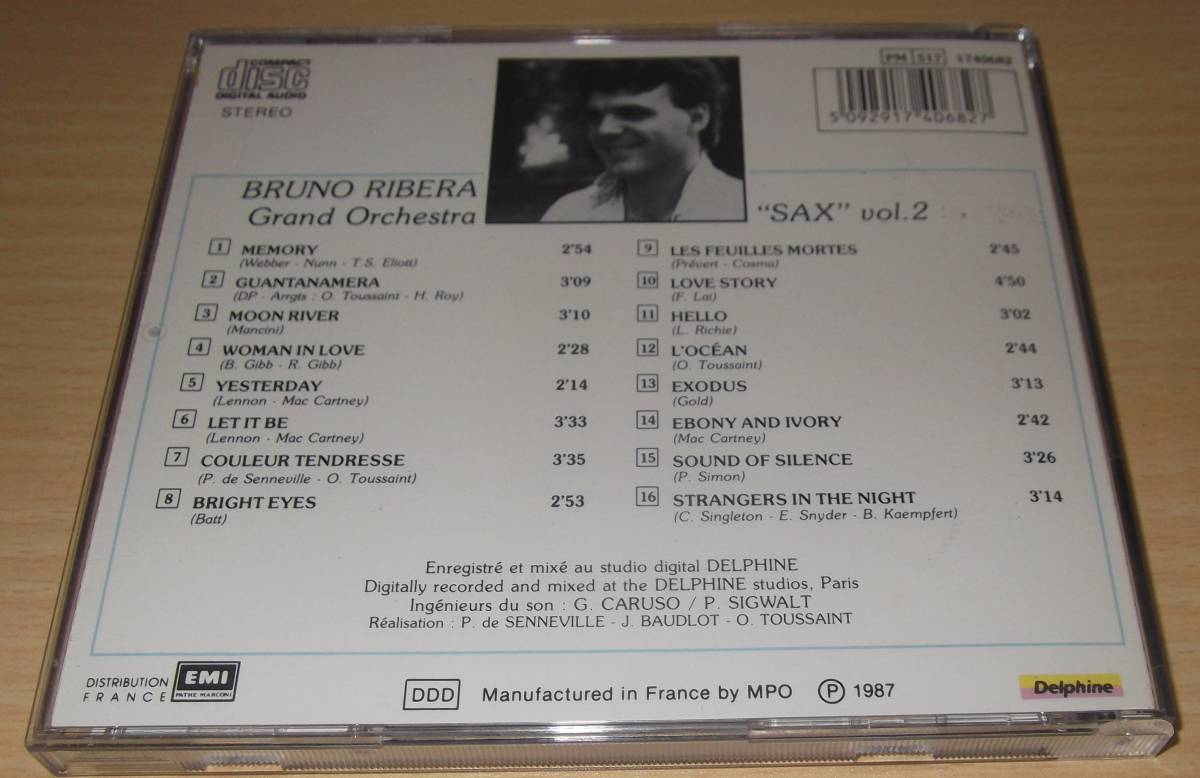 COMPACT
disc
DIGITAL AUDIO
STEREO
PM 517 1740682
5 092917 406827
BRUNO RIBERA
Grand Orchestra
"SAX" vol.2
1 MEMORY 2'54
(Webber - Nunn - T.S. Eliott)
2 GUANTANAMERA 3'09
(DP - Arrgts : O. Toussaint - H. Roy)
3 MOON RIVER 3'10
(Mancini)
4 WOMAN IN LOVE 2'28
(B. Gibb - R. Gibb)
5 YESTERDAY 2'14
(Lennon - Mac Cartney)
6 LET IT BE 3'33
(Lennon - Mac Cartney)
7 COULEUR TENDRESSE 3'35
(P. de Senneville - O. Toussaint)
8 BRIGHT EYES 2'53
(Batt)
9 LES FEUILLES MORTES 2'45
(Prévert - Cosma)
10 LOVE STORY 4'50
(F. Lai)
11 HELLO 3'02
(L. Richie)
12 L'OCÉAN 2'44
(O. Toussaint)
13 EXODUS 3'13
(Gold)
14 EBONY AND IVORY 2'42
(Mac Cartney)
15 SOUND OF SILENCE 3'26
(P. Simon)
16 STRANGERS IN THE NIGHT 3'14
(C. Singleton - E. Snyder - B. Kaempfert)
Enregistré et mixé au studio digital DELPHINE
Digitally recorded and mixed at the DELPHINE studios, Paris
Ingénieurs du son : G. CARUSO / P. SIGWALT
Réalisation : P. de SENNEVILLE - J. BAUDLOT - O. TOUSSAINT
DISTRIBUTION
FRANCE
EMI
PATHE MARCONI
DDD
Manufactured in France by MPO Ⓟ 1987
Delphine